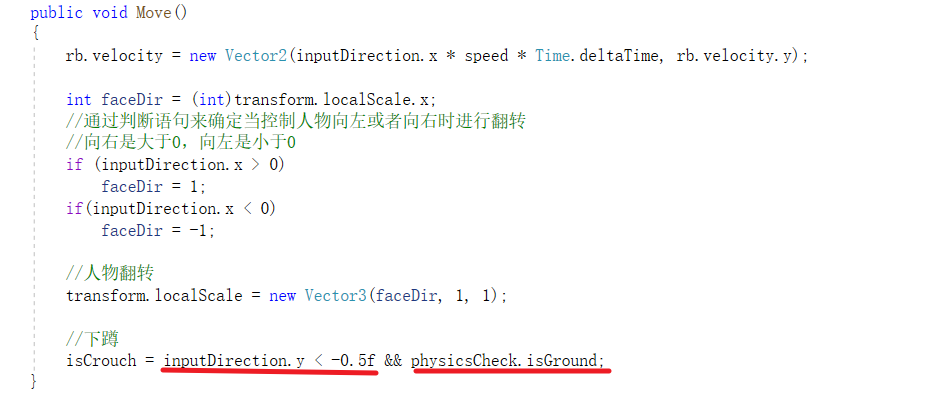 public void Move()
{
rb.velocity = new Vector2(inputDirection.x * speed * Time.deltaTime, rb.velocity.y);
int faceDir = (int)transform.localScale.x;
//通过判断语句来确定当控制人物向左或者向右时进行翻转
//向右是大于0，向左是小于0
if (inputDirection.x > 0)
faceDir = 1;
if(inputDirection.x < 0)
faceDir = -1;
//人物翻转
transform.localScale = new Vector3(faceDir, 1, 1);
//下蹲
isCrouch = inputDirection.y < -0.5f && physicsCheck.isGround;
}